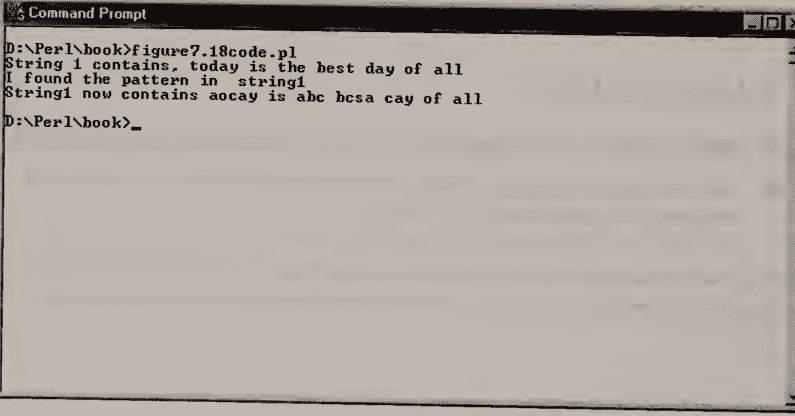 Command Prompt
D:\Perl\book>figure7.18code.pl
String 1 contains, today is the best day of all
I found the pattern in  string1
String1 now contains aocay is abc bcsa cay of all
D:\Perl\book>_